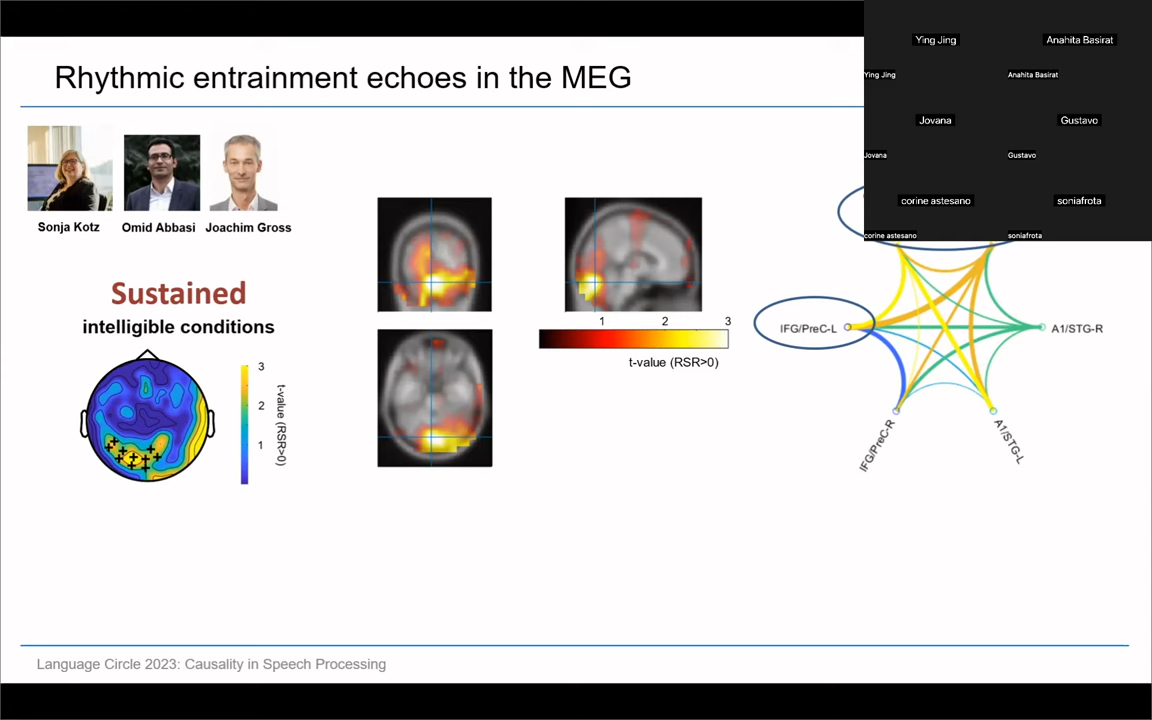 Rhythmic entrainment echoes in the MEG
Ying Jing
Anahita Basirat
Ying Jing
Anahita Basirat
Jovana
Gustavo
Jovana
Gustavo
corine astesano
soniafrota
corine astesano
soniafrota
Sonja Kotz
Omid Abbasi
Joachim Gross
Sustained
intelligible conditions
3
2
1
t-value (RSR>0)
1 2 3
t-value (RSR>0)
IFG/PreC-L
A1/STG-R
IFG/PreC-R
A1/STG-L
Language Circle 2023: Causality in Speech Processing